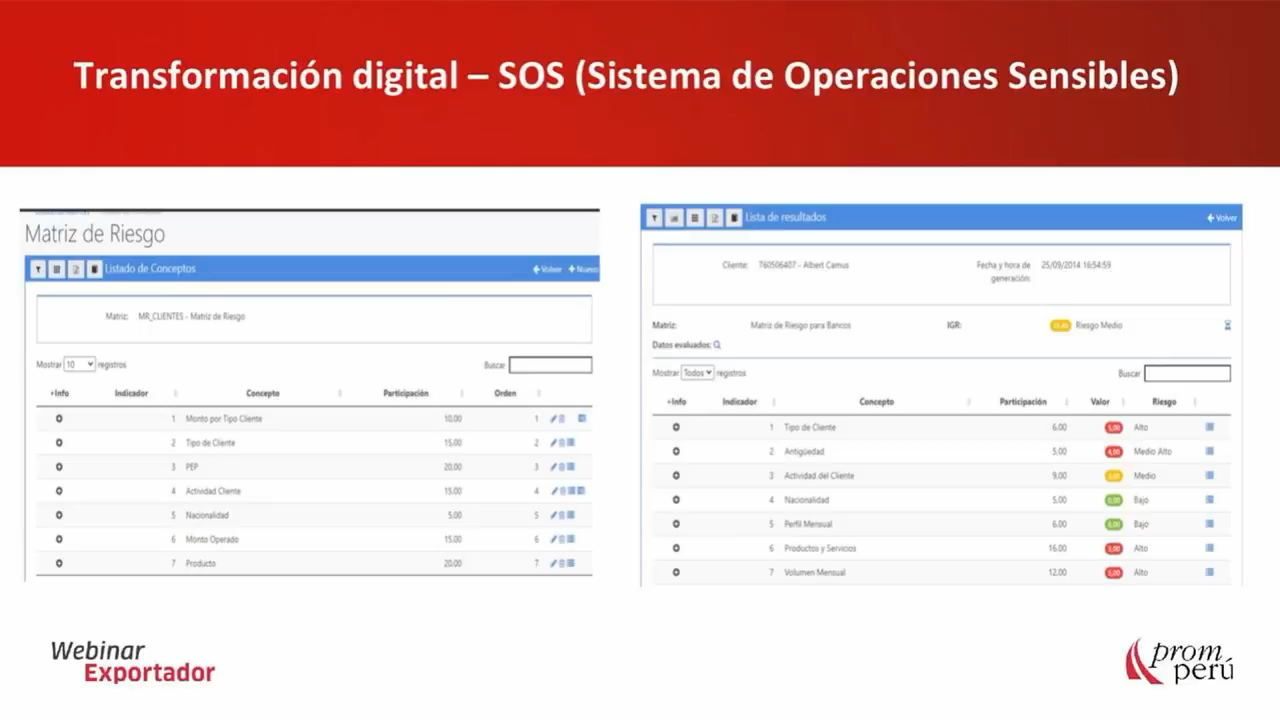 Transformación digital – SOS (Sistema de Operaciones Sensibles)
Matriz de Riesgo
Listado de Conceptos
Volver
Nuevo
Matriz: MR_CLIENTES - Matriz de Riesgo
Mostrar 10 registros
Buscar
+Info Indicador Concepto Participación Orden
1 Monto por Tipo Cliente 10,00 1
2 Tipo de Cliente 15,00 2
3 PEP 20,00 3
4 Actividad Cliente 15,00 4
5 Nacionalidad 5,00 5
6 Monto Operado 15,00 6
7 Producto 20,00 7
Lista de resultados
Volver
Cliente: 760506407 - Albert Camus
Fecha y hora de generación: 25/09/2014 16:54:59
Matriz: Matriz de Riesgo para Bancos IGR: Riesgo Medio
Datos evaluados:
Mostrar Todos registros
Buscar
+Info Indicador Concepto Participación Valor Riesgo
1 Tipo de Cliente 6.00 5,00 Alto
2 Antigüedad 5,00 4,00 Medio Alto
3 Actividad del Cliente 9.00 Medio
4 Nacionalidad 5.00 Bajo
5 Perfil Mensual 6.00 Bajo
6 Productos y Servicios 16.00 5,00 Alto
7 Volumen Mensual 12.00 5,00 Alto
Webinar
Exportador
prom
perú